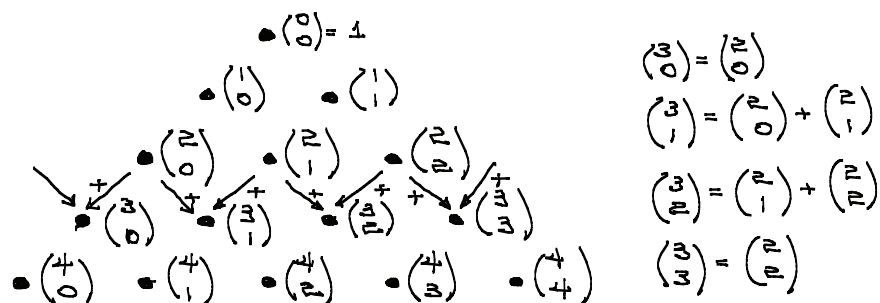 (0 0) = 1
(1 0) (1 1)
(2 0) (2 1) (2 2)
+ + + + + + +
(3 0) (3 1) (3 2) (3 3)
(4 0) (4 1) (4 2) (4 3) (4 4)
(3 0) = (2 0)
(3 1) = (2 0) + (2 1)
(3 2) = (2 1) + (2 2)
(3 3) = (2 2)